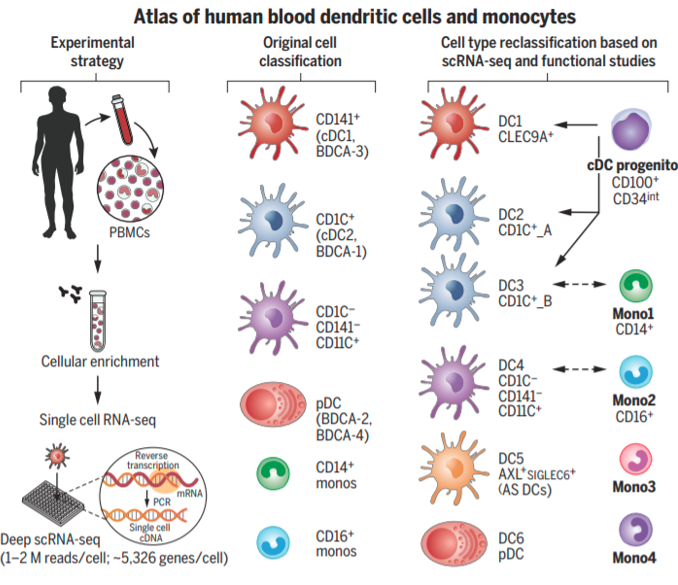 Atlas of human blood dendritic cells and monocytes
Experimental
strategy
PBMCs
Cellular enrichment
Single cell RNA-seq
Reverse
transcription
mRNA
PCR
Single cell
cDNA
Deep scRNA-seq
(1–2 M reads/cell; ~5,326 genes/cell)
Original cell
classification
CD141+
(cDC1,
BDCA-3)
CD1C+
(cDC2,
BDCA-1)
CD1C–
CD141–
CD11C+
pDC
(BDCA-2,
BDCA-4)
CD14+
monos
CD16+
monos
Cell type reclassification based on
scRNA-seq and functional studies
DC1
CLEC9A+
cDC progenito
CD100+
CD34int
DC2
CD1C+_A
DC3
CD1C+_B
Mono1
CD14+
DC4
CD1C–
CD141–
CD11C+
Mono2
CD16+
DC5
AXL+SIGLEC6+
(AS DCs)
Mono3
DC6
pDC
Mono4